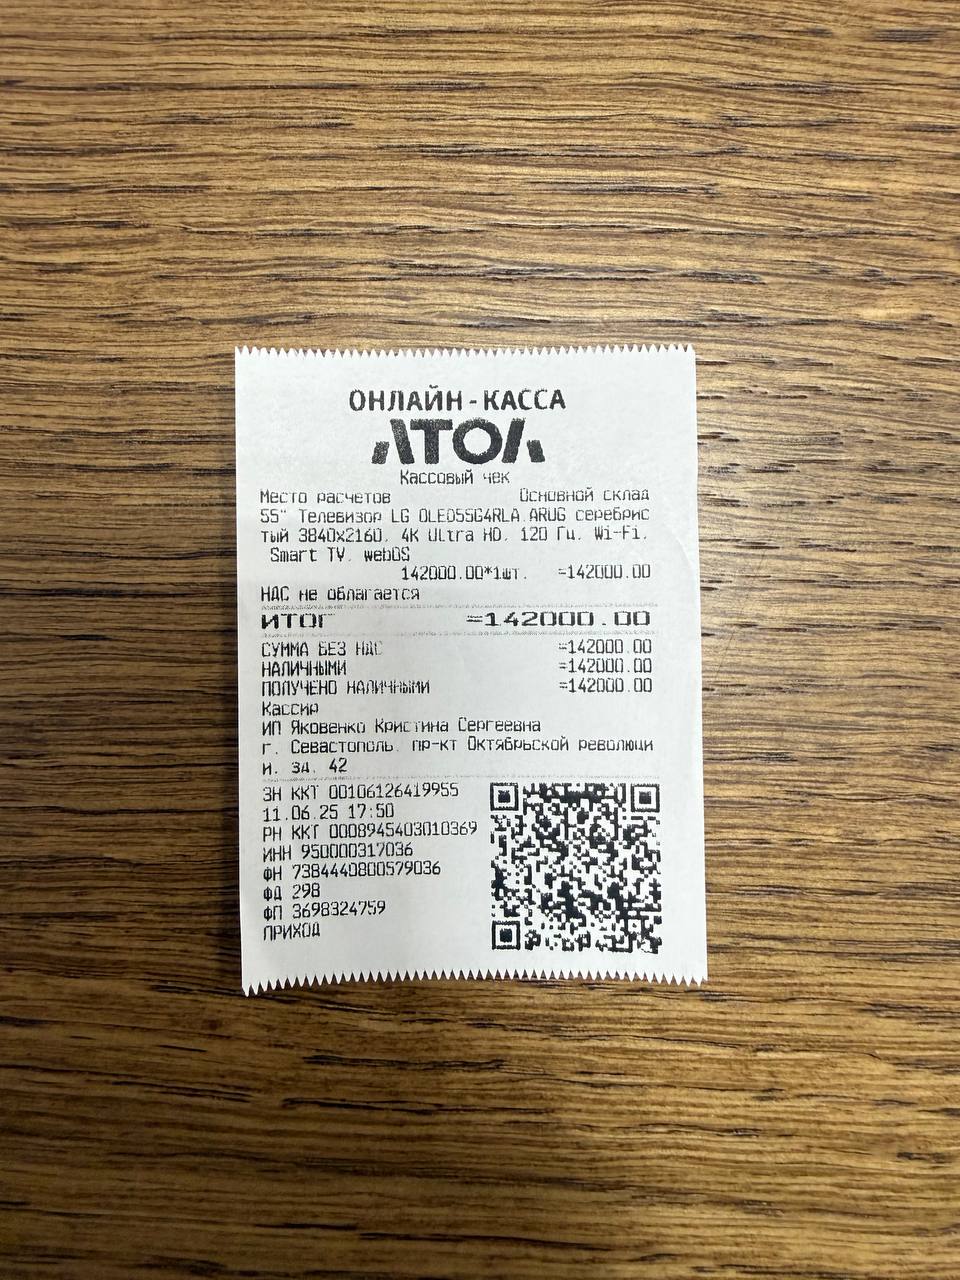 ОНЛАЙН-КАССА
АТОЛ
Кассовый чек
Место расчетов Основной склад
55" Телевизор LG OLED55G4RLA.ARUG серебрис
тый 3840x2160, 4K Ultra HD, 120 Гц, Wi-Fi,
Smart TV, webOS
142000.00*1шт. =142000.00
НДС не облагается
ИТОГ =142000.00
СУММА БЕЗ НДС =142000.00
НАЛИЧНЫМИ =142000.00
ПОЛУЧЕНО НАЛИЧНЫМИ =142000.00
Кассир
ИП Яковенко Кристина Сергеевна
г. Севастополь, пр-кт Октябрьской революци
и, зд. 42
ЗН ККТ 00106126419955
11.06.25 17:50
РН ККТ 0008945403010369
ИНН 950000317036
ФН 7384440800579036
ФД 298
ФП 3698324759
ПРИХОД